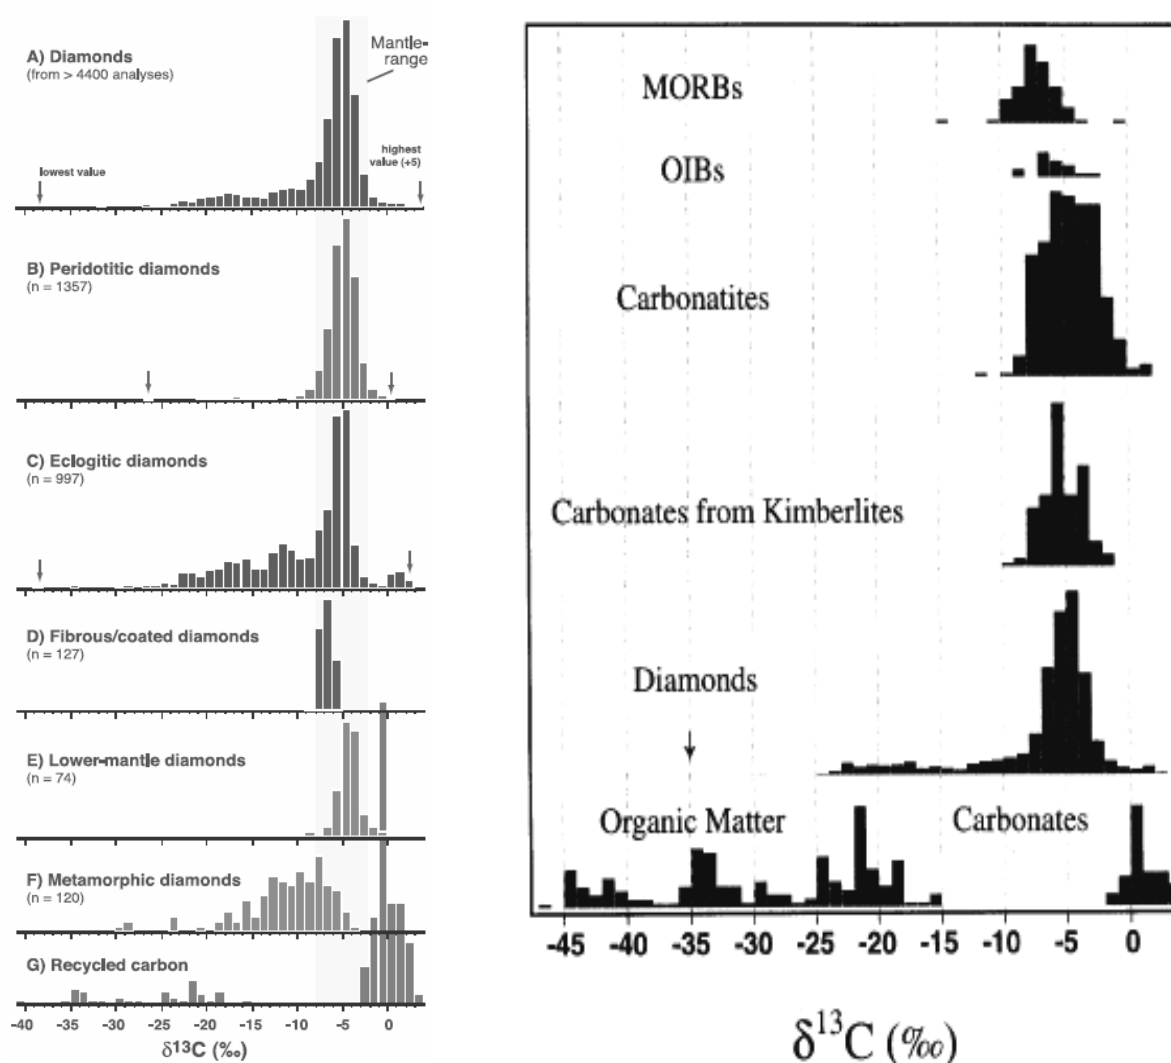 A) Diamonds
(from > 4400 analyses)
Mantle-
range
lowest value
highest
value (+5)
B) Peridotitic diamonds
(n = 1357)
C) Eclogitic diamonds
(n = 997)
D) Fibrous/coated diamonds
(n = 127)
E) Lower-mantle diamonds
(n = 74)
F) Metamorphic diamonds
(n = 120)
G) Recycled carbon
-40 -35 -30 -25 -20 -15 -10 -5 0
δ¹³C (‰)
MORBs
OIBs
Carbonatites
Carbonates from Kimberlites
Diamonds
Organic Matter
Carbonates
-45 -40 -35 -30 -25 -20 -15 -10 -5 0
δ¹³C (‰)